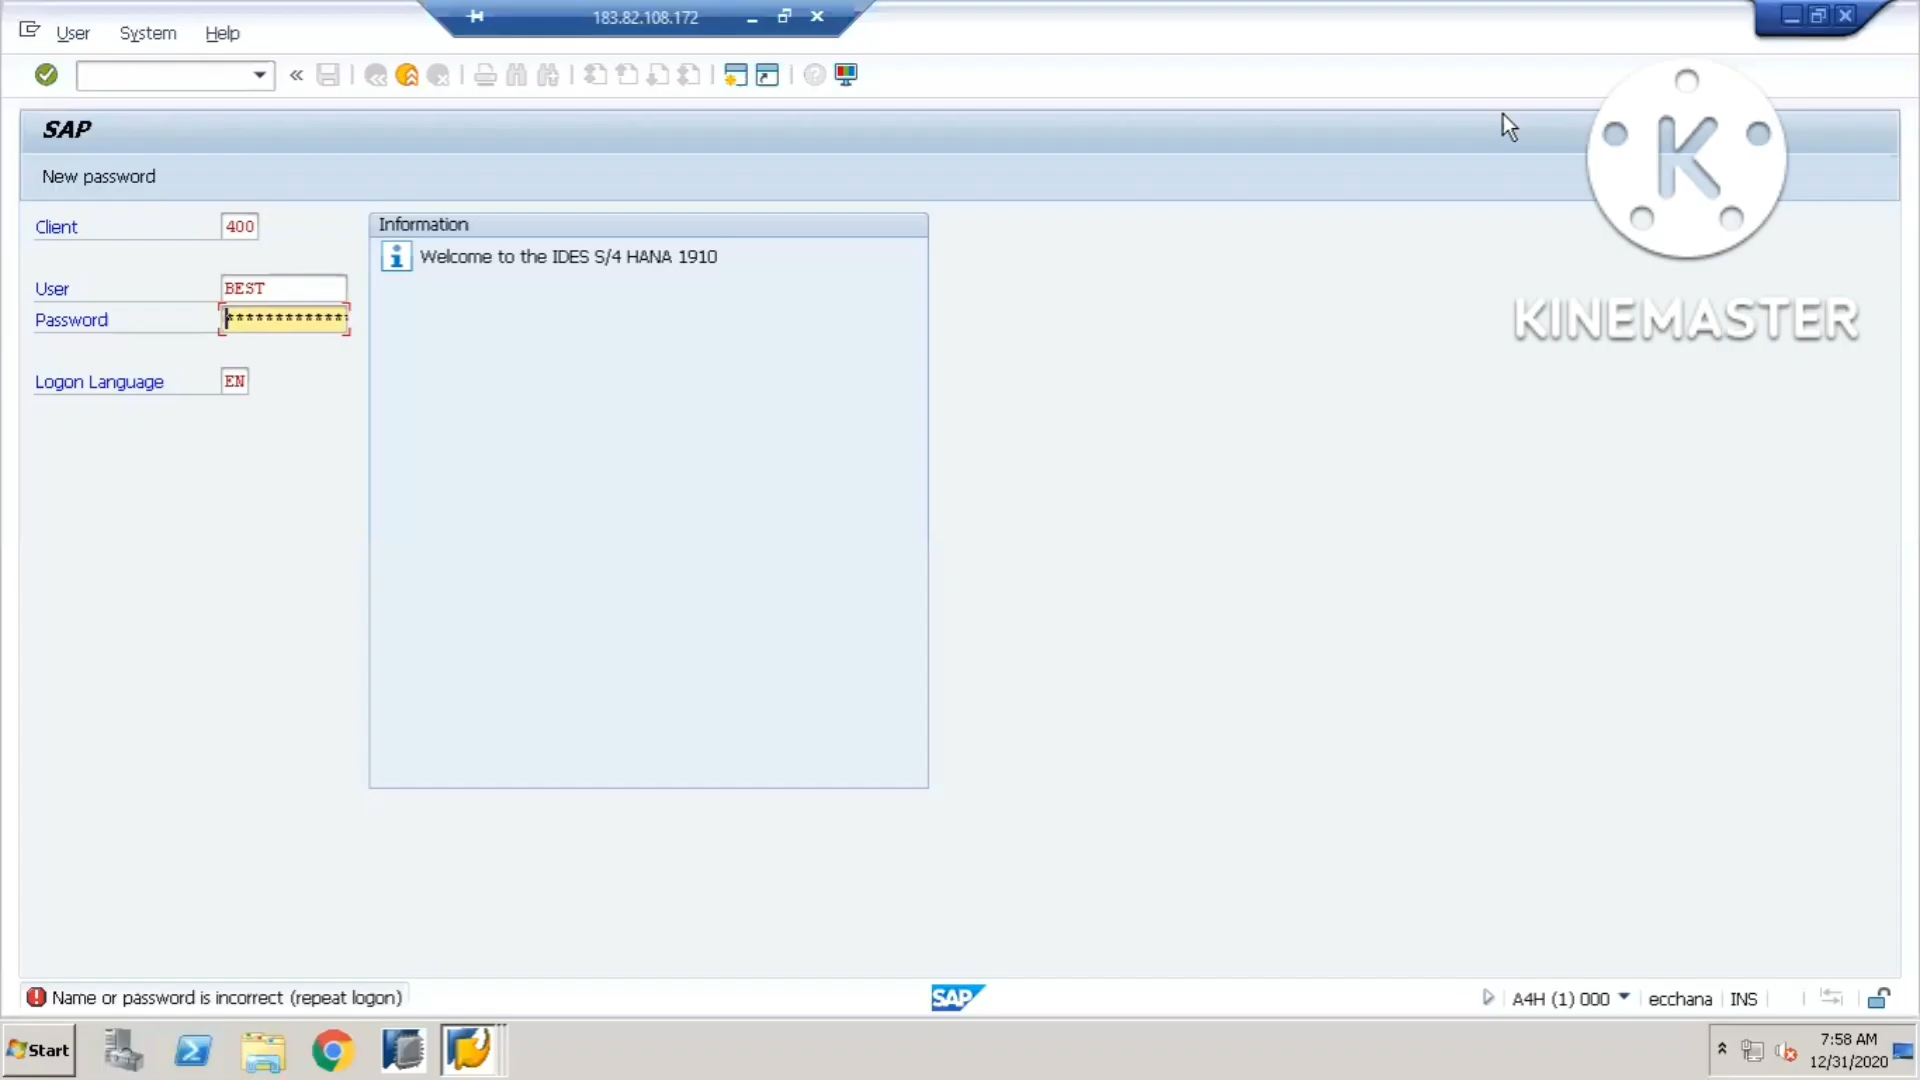 183.82.108.172
User System Help
SAP
New password
Client 400
Information
Welcome to the IDES S/4 HANA 1910
User BEST
Password ************
Logon Language EN
K
KINEMASTER
Name or password is incorrect (repeat logon)
SAP
A4H (1) 000 ecchana INS
Start
7:58 AM
12/31/2020